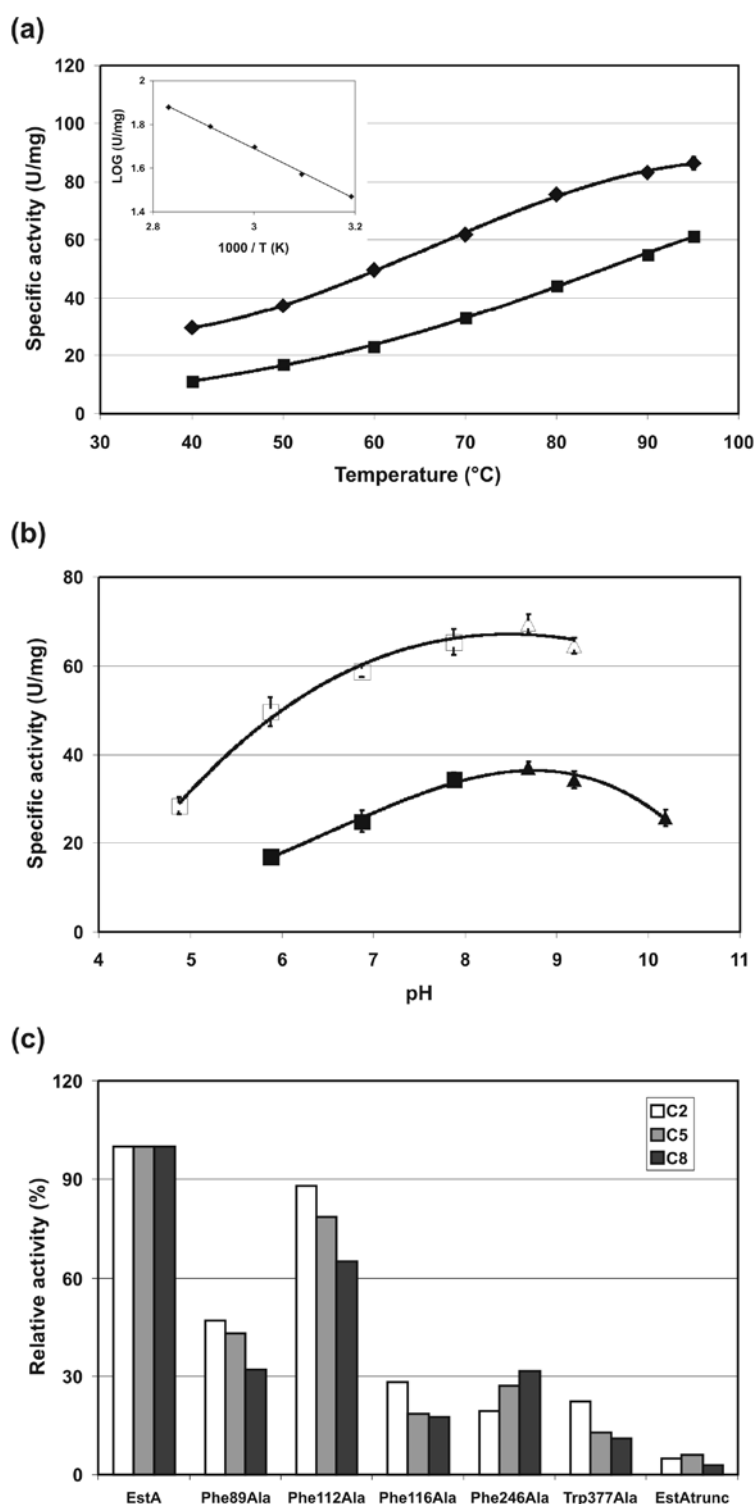 (a)
120
100
80
60
40
20
0
Specific actvity (U/mg)
2
1.8
1.6
1.4
LOG (U/mg)
2.8
3
3.2
1000 / T (K)
30
40
50
60
70
80
90
100
Temperature (°C)
(b)
80
60
40
20
0
Specific activity (U/mg)
4
5
6
7
8
9
10
11
pH
(c)
120
90
60
30
0
Relative activity (%)
C2
C5
C8
EstA
Phe89Ala
Phe112Ala
Phe116Ala
Phe246Ala
Trp377Ala
EstAtrunc